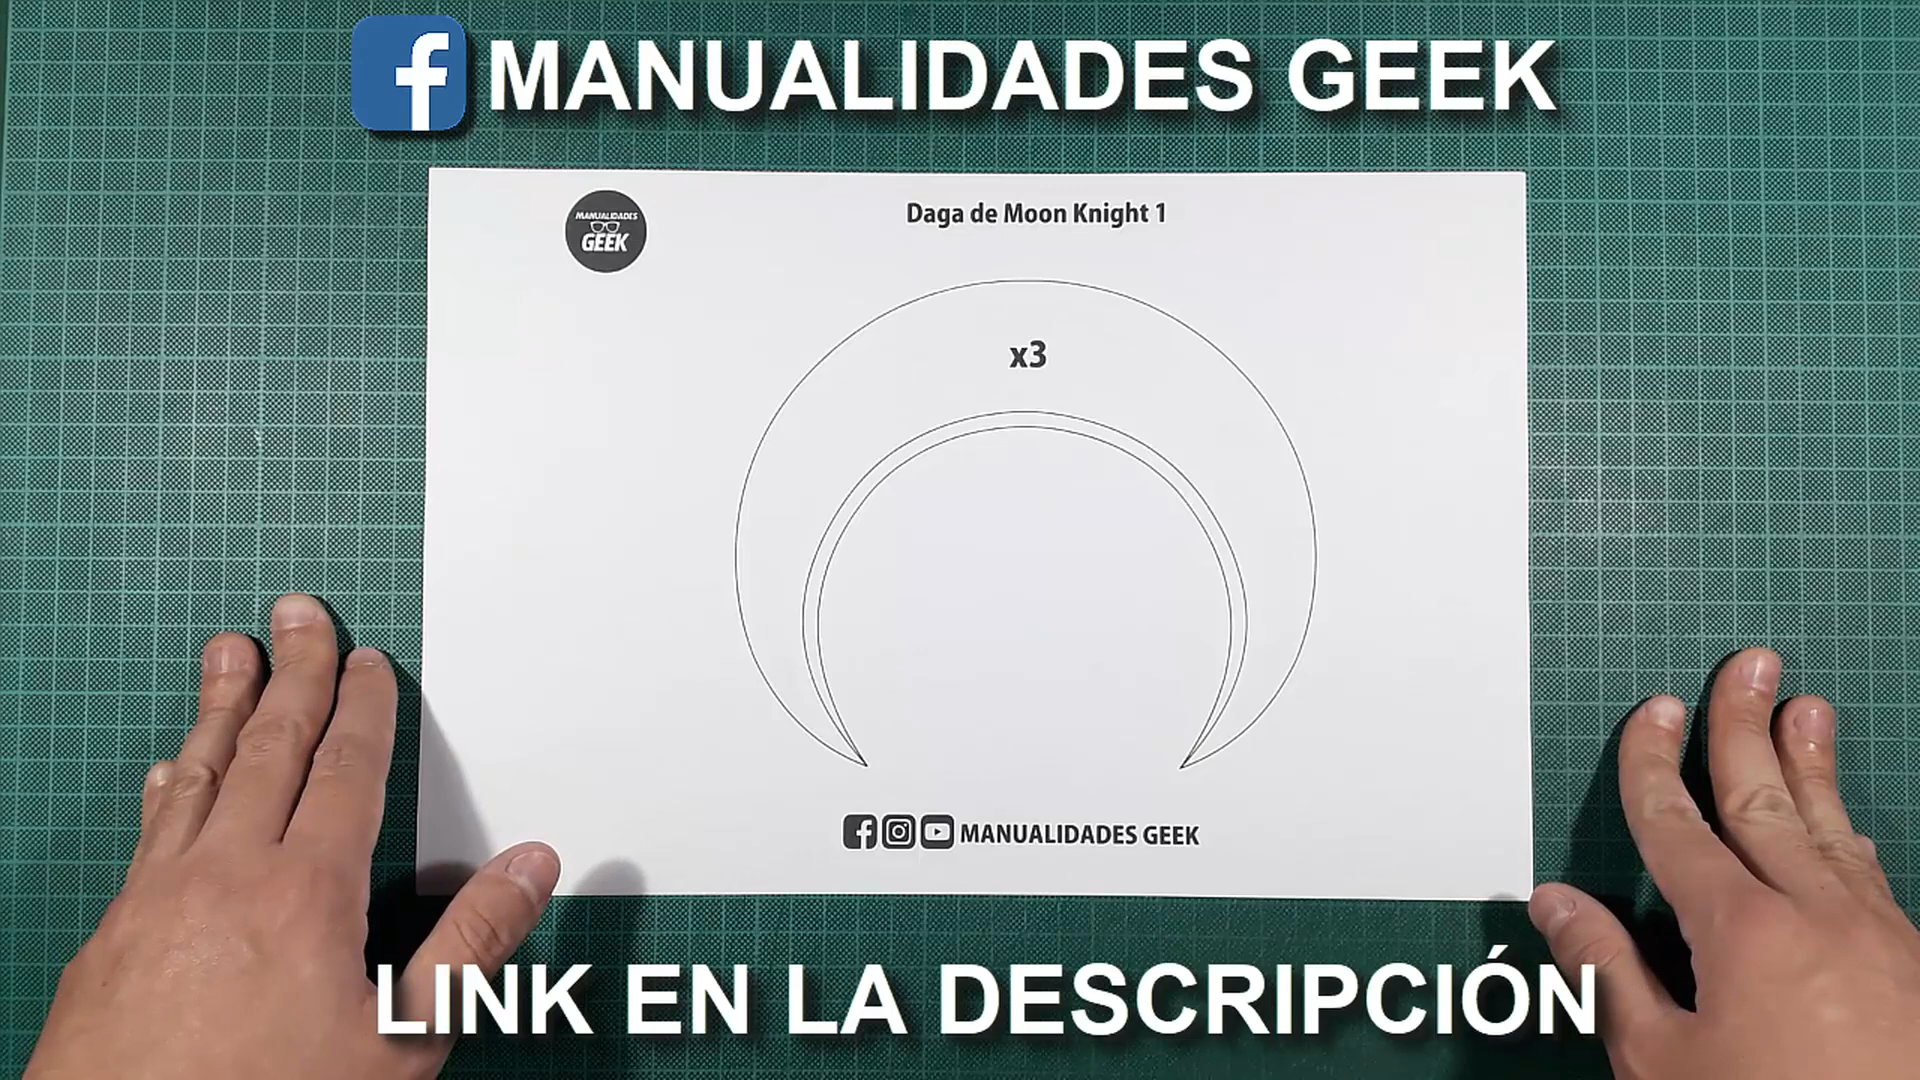 MANUALIDADES GEEK
MANUALIDADES
GEEK
Daga de Moon Knight 1
x3
MANUALIDADES GEEK
LINK EN LA DESCRIPCIÓN